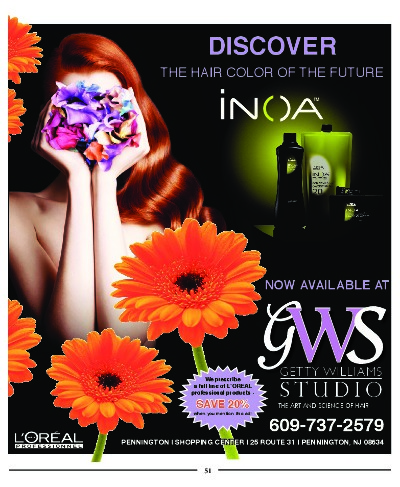 DISCOVER
THE HAIR COLOR OF THE FUTURE
iNOA™
iNOA
NOW AVAILABLE AT
GWS
GETTY WILLIAMS
STUDIO
THE ART AND SCIENCE OF HAIR
We prescribe
a full line of L'OREAL
professional products -
SAVE 20%
when you mention this ad!
609-737-2579
L'ORÉAL
PROFESSIONNEL
PENNINGTON | SHOPPING CENTER | 25 ROUTE 31 | PENNINGTON, NJ 08534
51